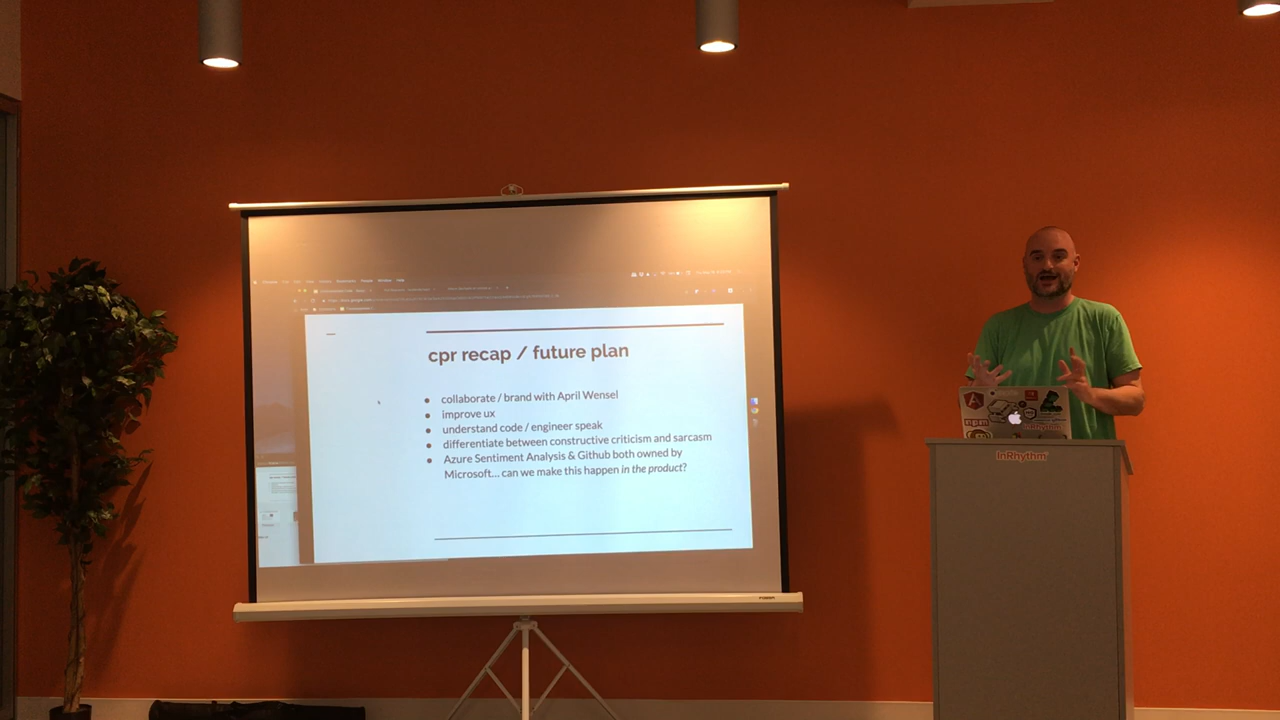 cpr recap / future plan
● collaborate / brand with April Wensel
● improve ux
● understand code / engineer speak
● differentiate between constructive criticism and sarcasm
● Azure Sentiment Analysis & Github both owned by
Microsoft... can we make this happen in the product?
npm
InRhythm
InRhythm